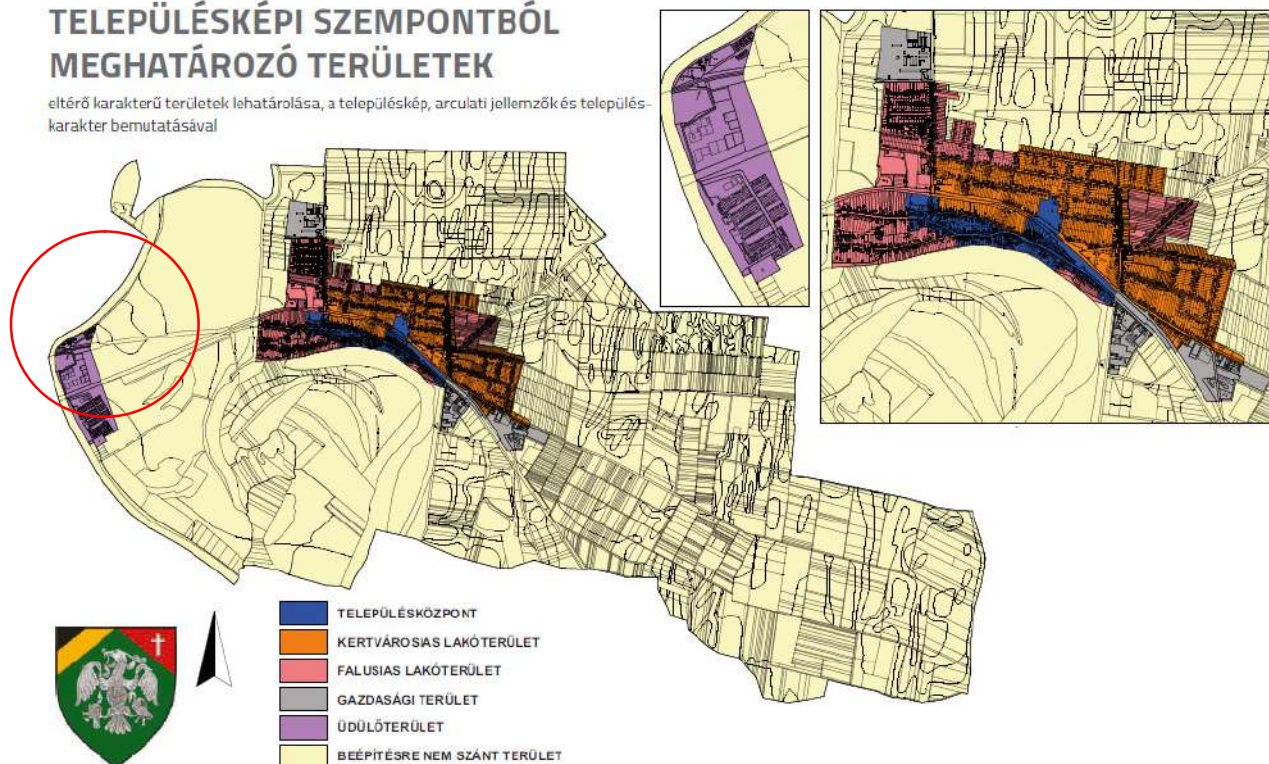 TELEPÜLÉSKÉPI SZEMPONTBÓL
MEGHATÁROZÓ TERÜLETEK
eltérő karakterű területek lehatárolása, a településkép, arculati jellemzők és település-
karakter bemutatásával
TELEPÜLÉSKÖZPONT
KERTVÁROSIAS LAKÓTERÜLET
FALUSIAS LAKÓTERÜLET
GAZDASÁGI TERÜLET
ÜDÜLŐTERÜLET
BEÉPÍTÉSRE NEM SZÁNT TERÜLET